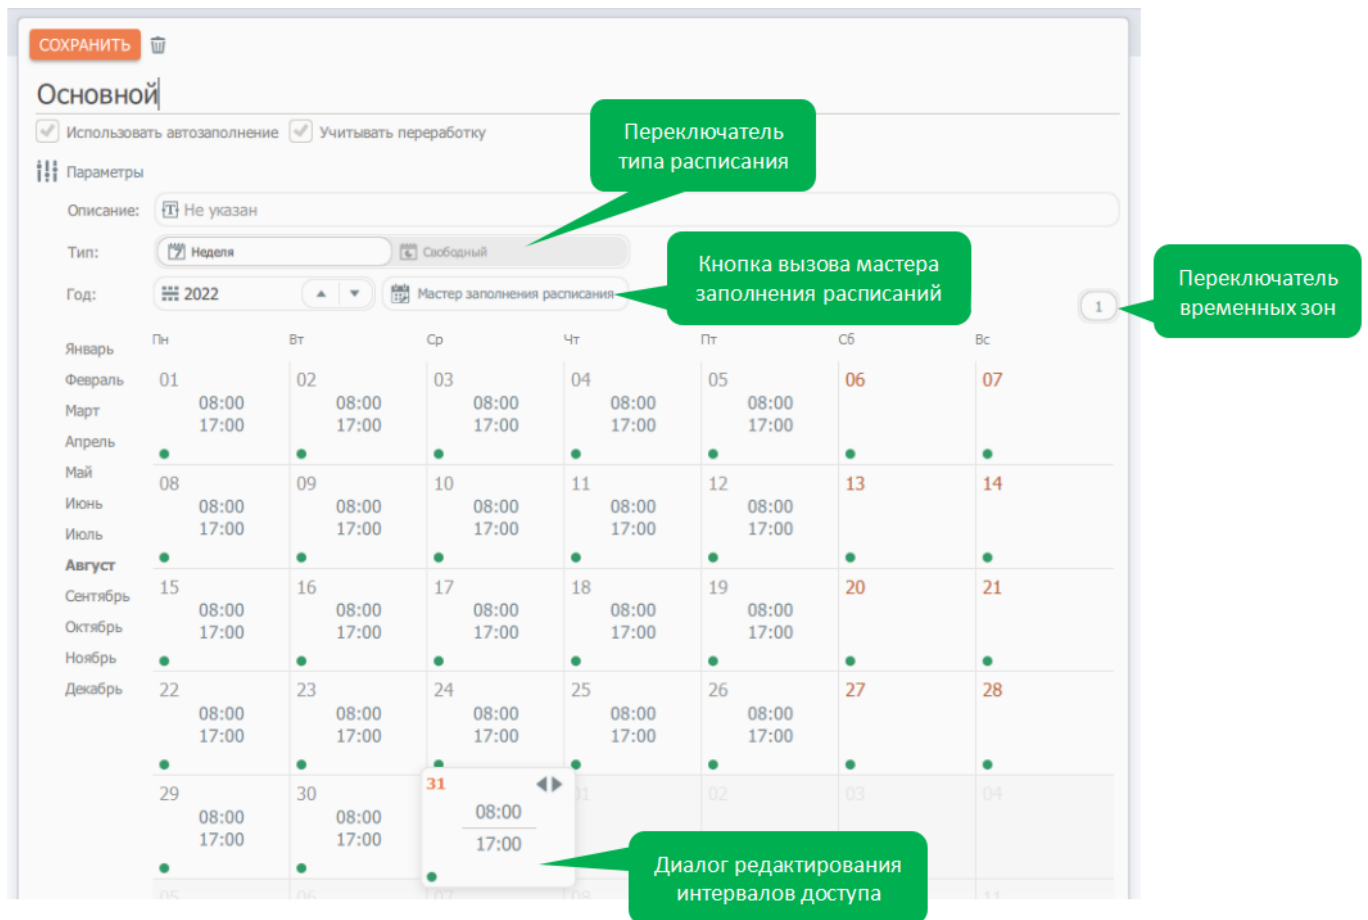 СОХРАНИТЬ
Основной
Использовать автозаполнение Учитывать переработку
Переключатель
типа расписания
Параметры
Описание: Не указан
Тип: 7 Неделя Свободный
Кнопка вызова мастера
заполнения расписаний
Переключатель
временных зон
Год: 2022 Мастер заполнения расписания
1
Пн Вт Ср Чт Пт Сб Вс
Январь
Февраль
Март
Апрель
Май
Июнь
Июль
Август
Сентябрь
Октябрь
Ноябрь
Декабрь
01 02 03 04 05 06 07
08:00 08:00 08:00 08:00 08:00
17:00 17:00 17:00 17:00 17:00
08 09 10 11 12 13 14
08:00 08:00 08:00 08:00 08:00
17:00 17:00 17:00 17:00 17:00
15 16 17 18 19 20 21
08:00 08:00 08:00 08:00 08:00
17:00 17:00 17:00 17:00 17:00
22 23 24 25 26 27 28
08:00 08:00 08:00 08:00 08:00
17:00 17:00 17:00 17:00 17:00
29 30 31 01 02 03 04
08:00 08:00 08:00
17:00 17:00 17:00
Диалог редактирования
интервалов доступа
05 06 07 08 11